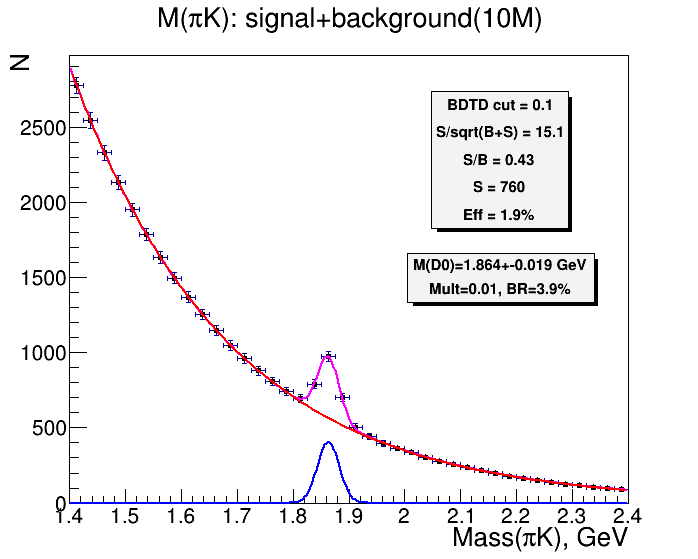 M(πK): signal+background(10M)
N
BDTD cut = 0.1
S/sqrt(B+S) = 15.1
S/B = 0.43
S = 760
Eff = 1.9%
M(D0)=1.864+-0.019 GeV
Mult=0.01, BR=3.9%
2500
2000
1500
1000
500
0
1.4 1.5 1.6 1.7 1.8 1.9 2 2.1 2.2 2.3 2.4
Mass(πK), GeV